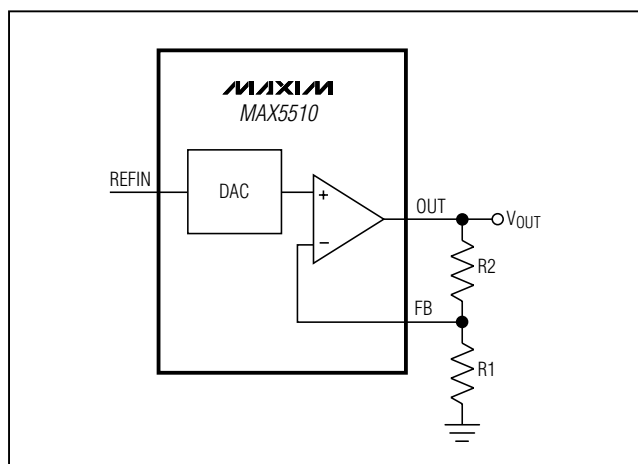 MAXIM
MAX5510
REFIN
DAC
+
−
OUT
VOUT
R2
FB
R1